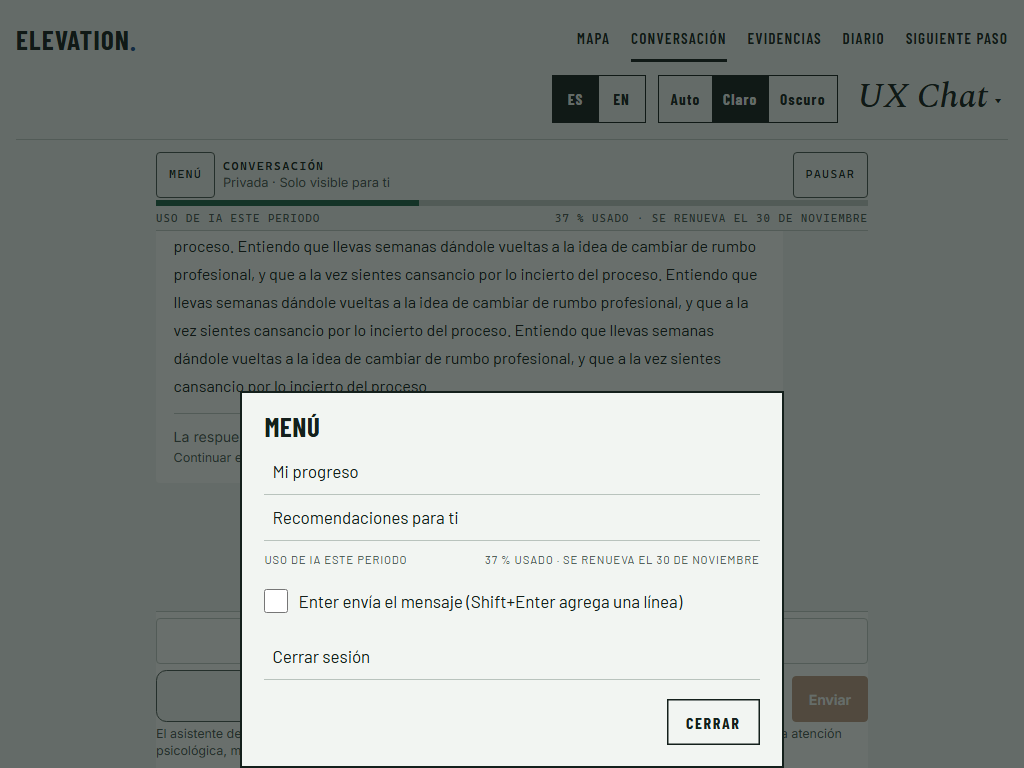 ELEVATION.
MAPA CONVERSACIÓN EVIDENCIAS DIARIO SIGUIENTE PASO
ES EN Auto Claro Oscuro UX Chat
MENÚ
CONVERSACIÓN
Privada · Solo visible para ti
PAUSAR
USO DE IA ESTE PERIODO 37 % USADO · SE RENUEVA EL 30 DE NOVIEMBRE
proceso. Entiendo que llevas semanas dándole vueltas a la idea de cambiar de rumbo
profesional, y que a la vez sientes cansancio por lo incierto del proceso. Entiendo que
llevas semanas dándole vueltas a la idea de cambiar de rumbo profesional, y que a la
vez sientes cansancio por lo incierto del proceso. Entiendo que llevas semanas
dándole vueltas a la idea de cambiar de rumbo profesional, y que a la vez sientes
cansancio por lo incierto del proceso
La respue
Continuar e
MENÚ
Mi progreso
Recomendaciones para ti
USO DE IA ESTE PERIODO 37 % USADO · SE RENUEVA EL 30 DE NOVIEMBRE
Enter envía el mensaje (Shift+Enter agrega una línea)
Cerrar sesión
CERRAR
Enviar
El asistente de a atención
psicológica, m